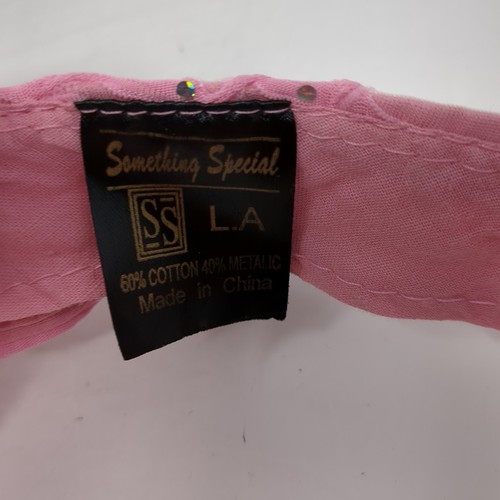 Something Special
SS L.A
60% COTTON 40% METALIC
Made in China